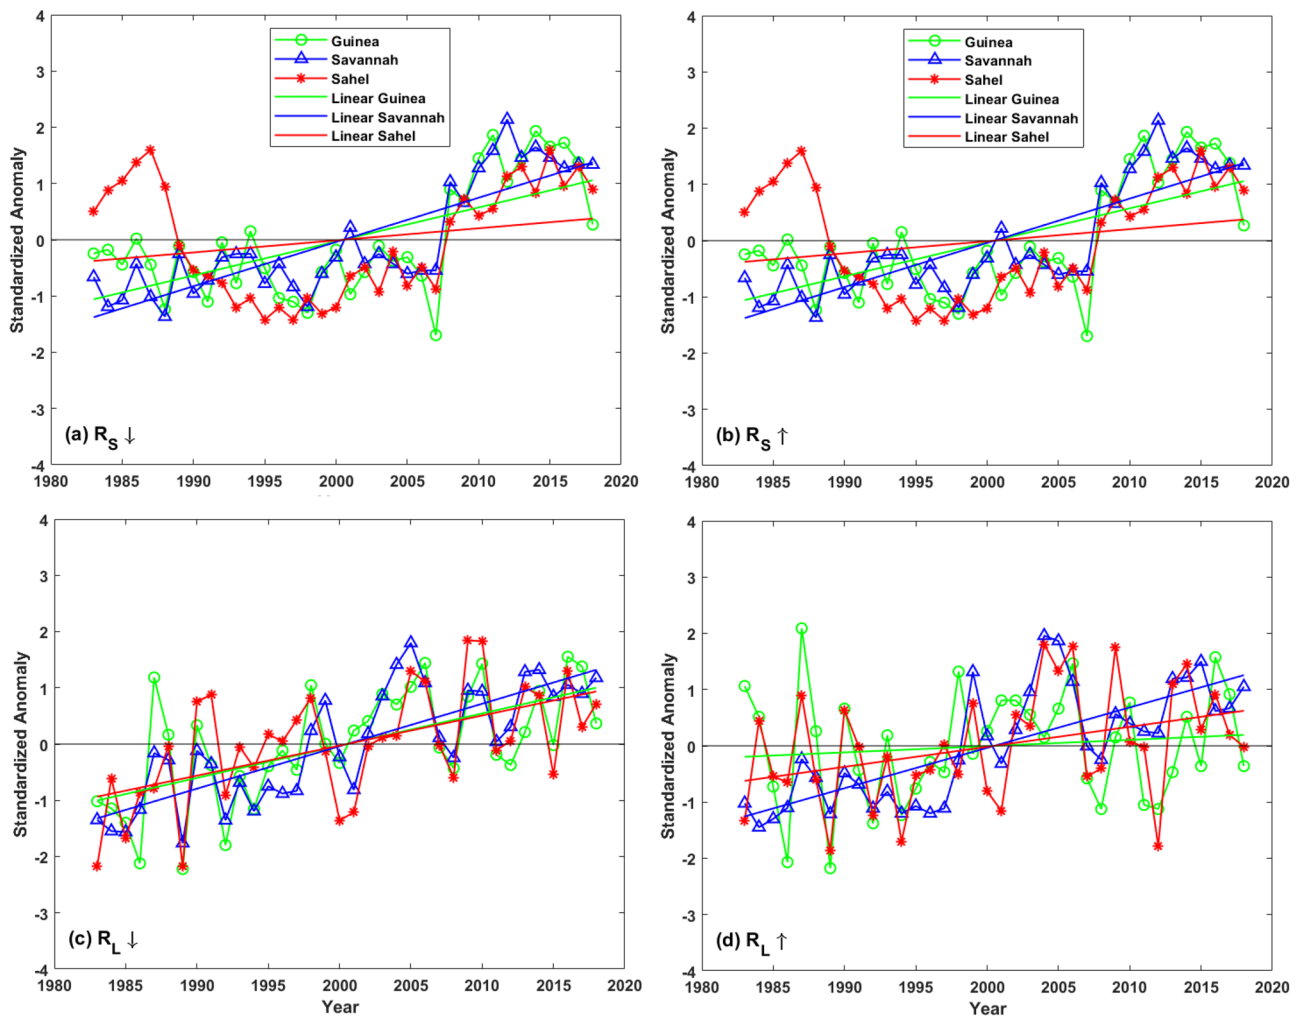 4
3
2
1
0
-1
-2
-3
-4
Standardized Anomaly
Guinea
Savannah
Sahel
Linear Guinea
Linear Savannah
Linear Sahel
(a) RS ↓
1980 1985 1990 1995 2000 2005 2010 2015 2020
4
3
2
1
0
-1
-2
-3
-4
Standardized Anomaly
Guinea
Savannah
Sahel
Linear Guinea
Linear Savannah
Linear Sahel
(b) RS ↑
1980 1985 1990 1995 2000 2005 2010 2015 2020
4
3
2
1
0
-1
-2
-3
-4
Standardized Anomaly
(c) RL ↓
1980 1985 1990 1995 2000 2005 2010 2015 2020
Year
4
3
2
1
0
-1
-2
-3
-4
Standardized Anomaly
(d) RL ↑
1980 1985 1990 1995 2000 2005 2010 2015 2020
Year